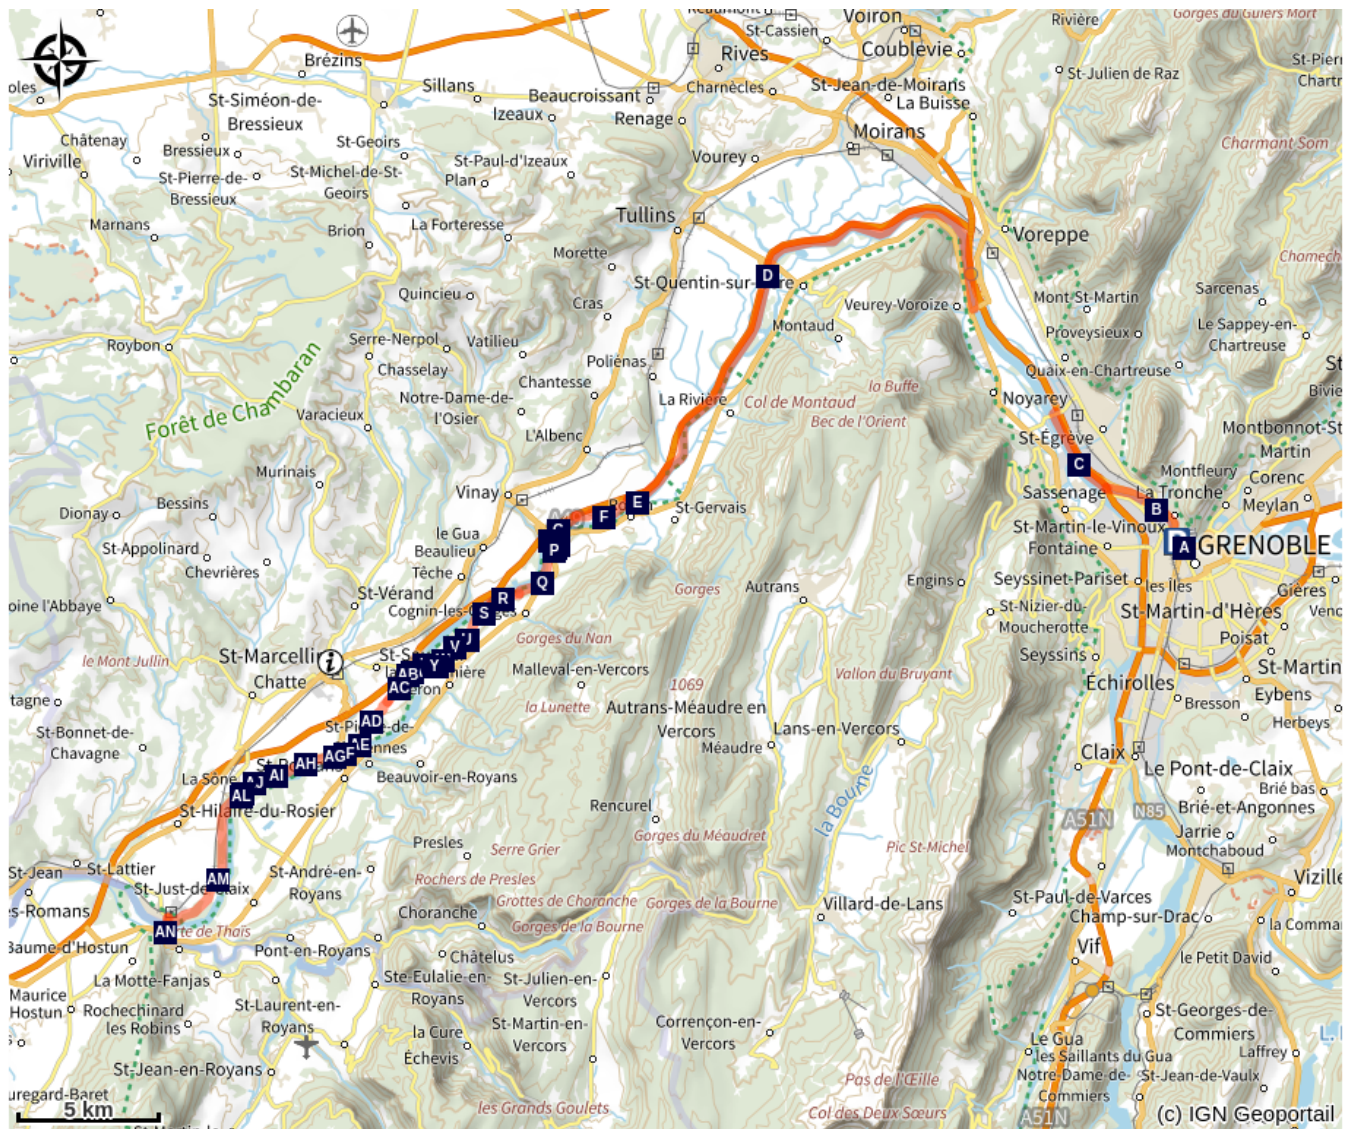 Voiron
Rivière
Gorges du Guiers Mort
St-Cassien
Coublevie
Rives
Brézins
St-Julien de Raz
Sillans
Beaucroissant
Charnècles
St-Jean-de-Moirans
La Buisse
St-Siméon-de-
Bressieux
Izeaux
Renage
Moirans
Châtenay
Viriville
Bressieux
St-Geoirs
St-Paul-d'Izeaux
Vourey
Charmant Som
St-Pierre-de-
Bressieux
St-Michel-de-St-
Geoirs
Plan
Marnans
Brion
La Forteresse
Tullins
Voreppe
Morette
St-Quentin-sur-
D
Quincieu
Cras
Veurey-Voroize
Mont-St-Martin
Sarcenas
Roybon
Serre-Nerpol
Vatilieu
Montaud
Proveysieux
Le Sappey-en-
Chartreuse
Chasselay
Poliénas
Quaix-en-Chartreuse
Forêt de Chambaran
Chantesse
la Buffe
Notre-Dame-de-
l'Osier
La Rivière
Col de Montaud
Bec de l'Orient
Noyarey
Varacieux
L'Albenc
St-Égrève
Montbonnot-St-
Martin
Murinais
C
Montfleury
Corenc
Vinay
Sassenage
La Tronche
Meylan
Bessins
E
St-Gervais
B
Dionay
F
St-Martin-le-Vinoux
le Gua
G
GRENOBLE
A
St-Appolinard
Beaulieu
P
Fontaine
Chevrières
Têche
Q
Gorges
Autrans
Engins
Seyssinet-Pariset
les Îles
Gières
St-Vérand
R
Cognin-les-
S
St-Nizier-du-
Moucherotte
St-Martin-d'Hères
Gorges du Nan
Poisat
le Mont Jullin
St-Marcellin
V
Y
Malleval-en-Vercors
Vallon du Bruyant
Seyssins
Chatte
AC
1069
Échirolles
Eybens
la Lunette
Autrans-Méaudre en
Vercors
Lans-en-Vercors
Bresson
Herbeys
AD
St-Bonnet-de-
Chavagne
Méaudre
Claix
Le Pont-de-Claix
AH
Beauvoir-en-Royans
la Bourne
La Sône
AI
Brié bas
AL
Rencurel
A51N
N85
Brié-et-Angonnes
St-Hilaire-du-Rosier
Gorges du Méaudret
Jarrie
Presles
Serre Grier
Pic St-Michel
Montchaboud
St-Lattier
St-André-en-
Royans
Rochers de Presles
Vizille
AM
Grottes de Choranche
Gorges de la Bourne
Villard-de-Lans
St-Paul-de-Varces
Champ-sur-Drac
Choranche
Gorges de la Bourne
AN
Pont-en-Royans
Châtelus
Vif
le Petit David
La Motte-Fanjas
Ste-Eulalie-en-
Royans
St-Julien-en-
Vercors
Rochechinard
les Robins
St-Laurent-en-
Royans
la Cure
Échevis
St-Martin-en-
Vercors
Corrençon-en-
Vercors
St-Georges-de-
Commiers
Le Gua
les Saillants du Gua
Laffrey
St-Jean-en-Royans
Pas de l'Œille
Notre-Dame-de-
Commiers
St-Jean-de-Vaulx
les Grands Goulets
Col des Deux Sœurs
A51N
5 km
(c) IGN Geoportail